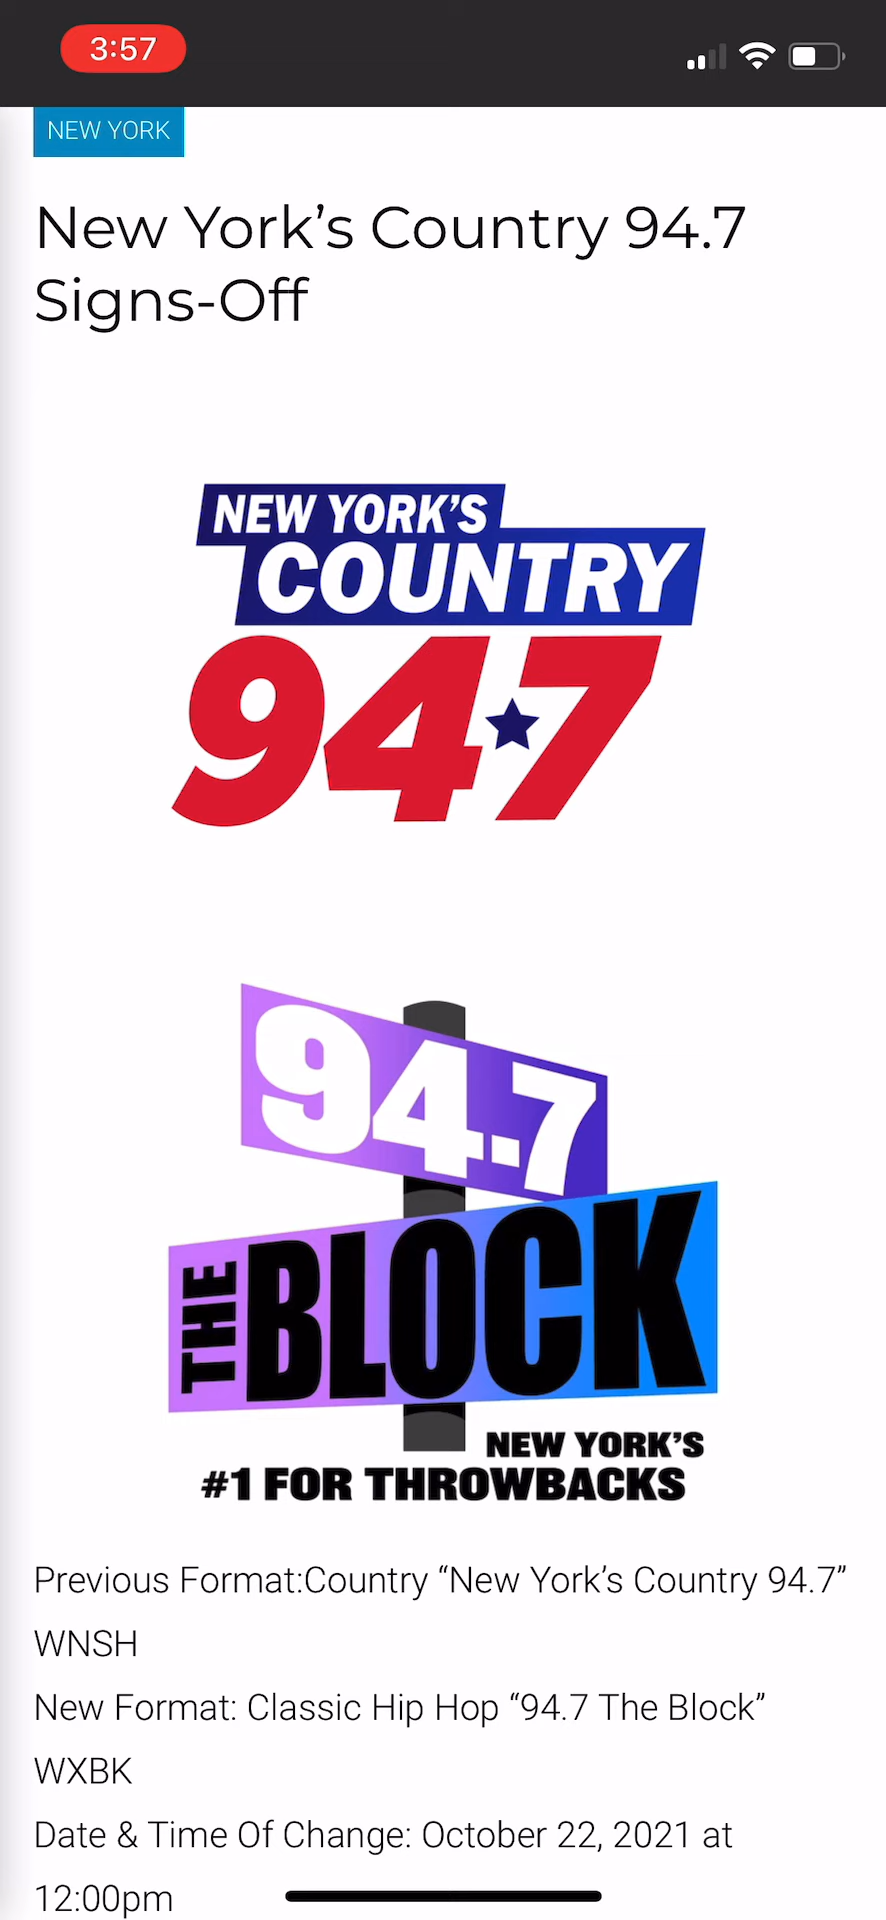 3:57
NEW YORK
New York’s Country 94.7
Signs-Off
NEW YORK’S
COUNTRY
94★7
94.7
THE BLOCK
NEW YORK’S
#1 FOR THROWBACKS
Previous Format:Country “New York’s Country 94.7”
WNSH
New Format: Classic Hip Hop “94.7 The Block”
WXBK
Date & Time Of Change: October 22, 2021 at
12:00pm